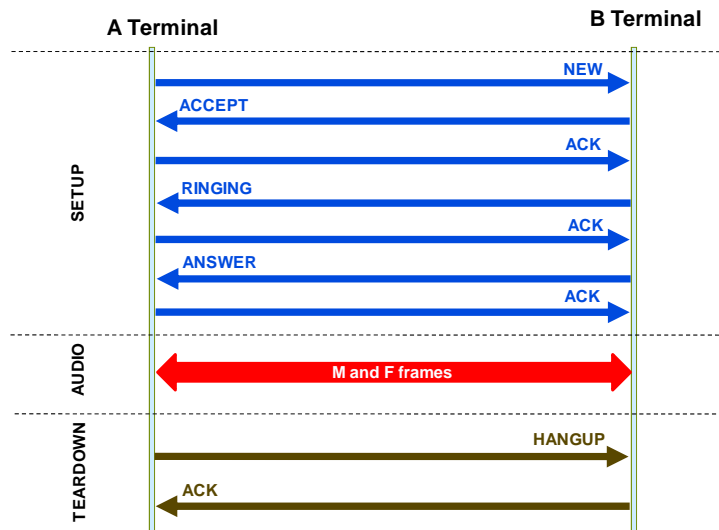 A Terminal
B Terminal
SETUP
NEW
ACCEPT
ACK
RINGING
ACK
ANSWER
ACK
AUDIO
M and F frames
TEARDOWN
HANGUP
ACK